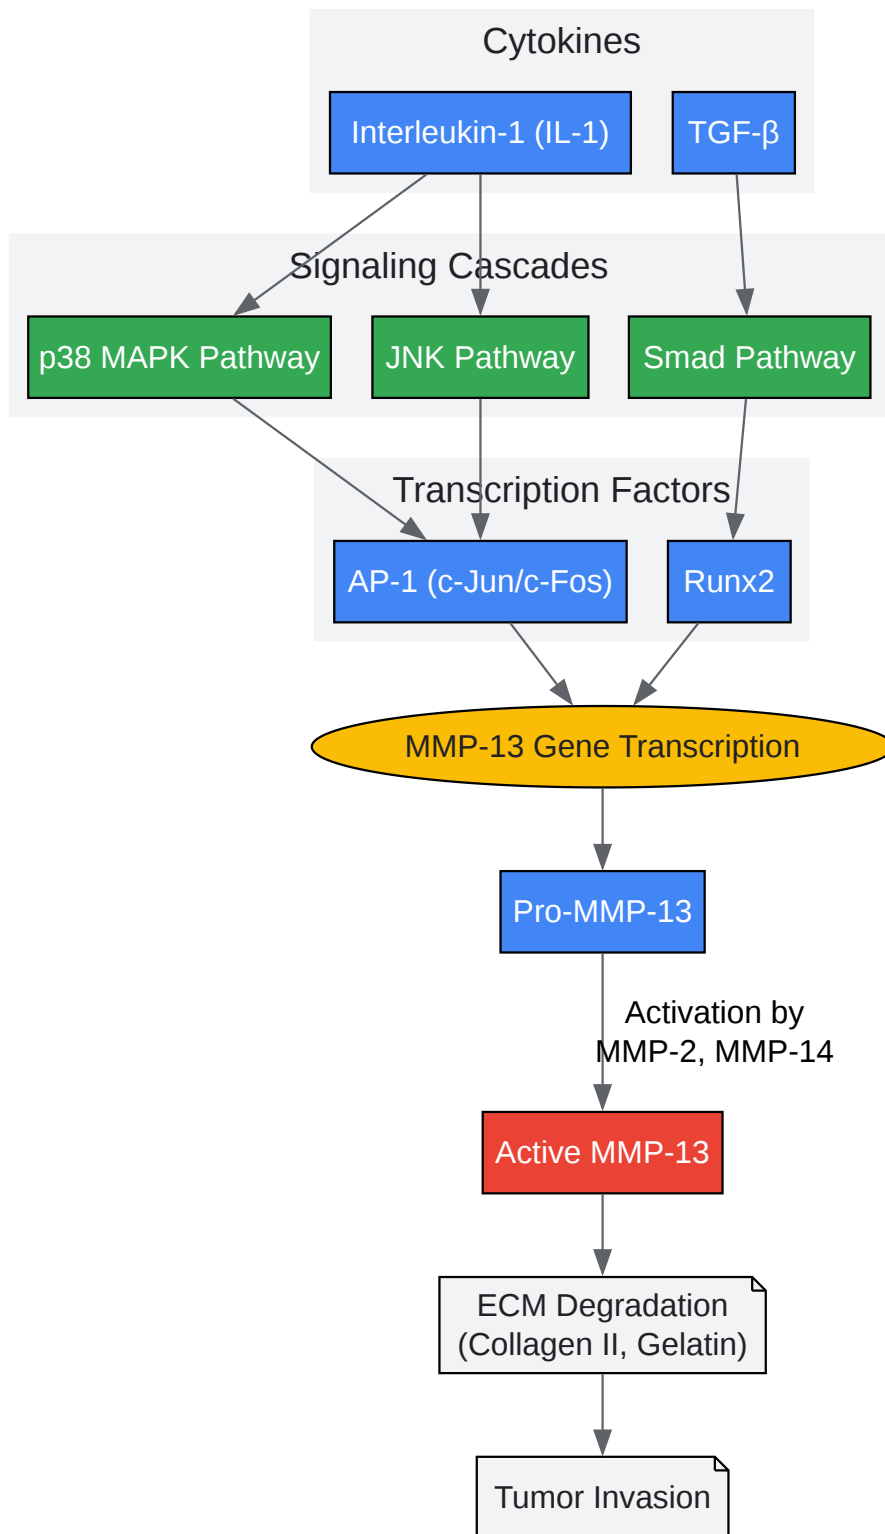 Cytokines
Interleukin-1 (IL-1)
TGF-β
Signaling Cascades
p38 MAPK Pathway
JNK Pathway
Smad Pathway
Transcription Factors
AP-1 (c-Jun/c-Fos)
Runx2
MMP-13 Gene Transcription
Pro-MMP-13
Activation by
MMP-2, MMP-14
Active MMP-13
ECM Degradation
(Collagen II, Gelatin)
Tumor Invasion